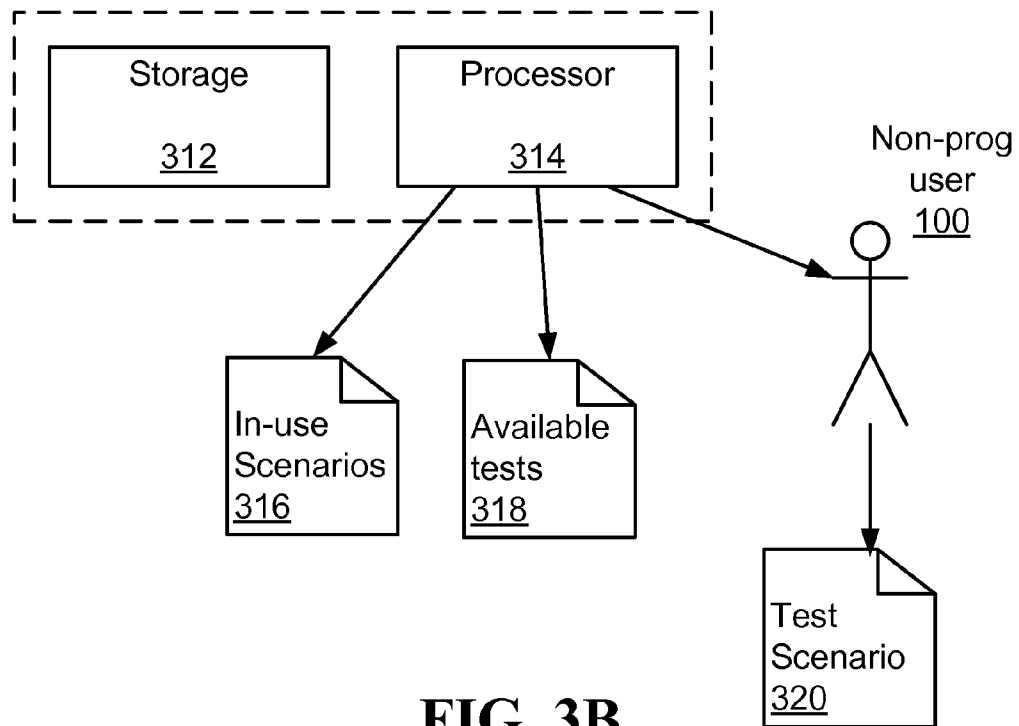 Storage
312
Processor
314
Non-prog
user
100
In-use
Scenarios
316
Available
tests
318
Test
Scenario
320
FIG. 3B